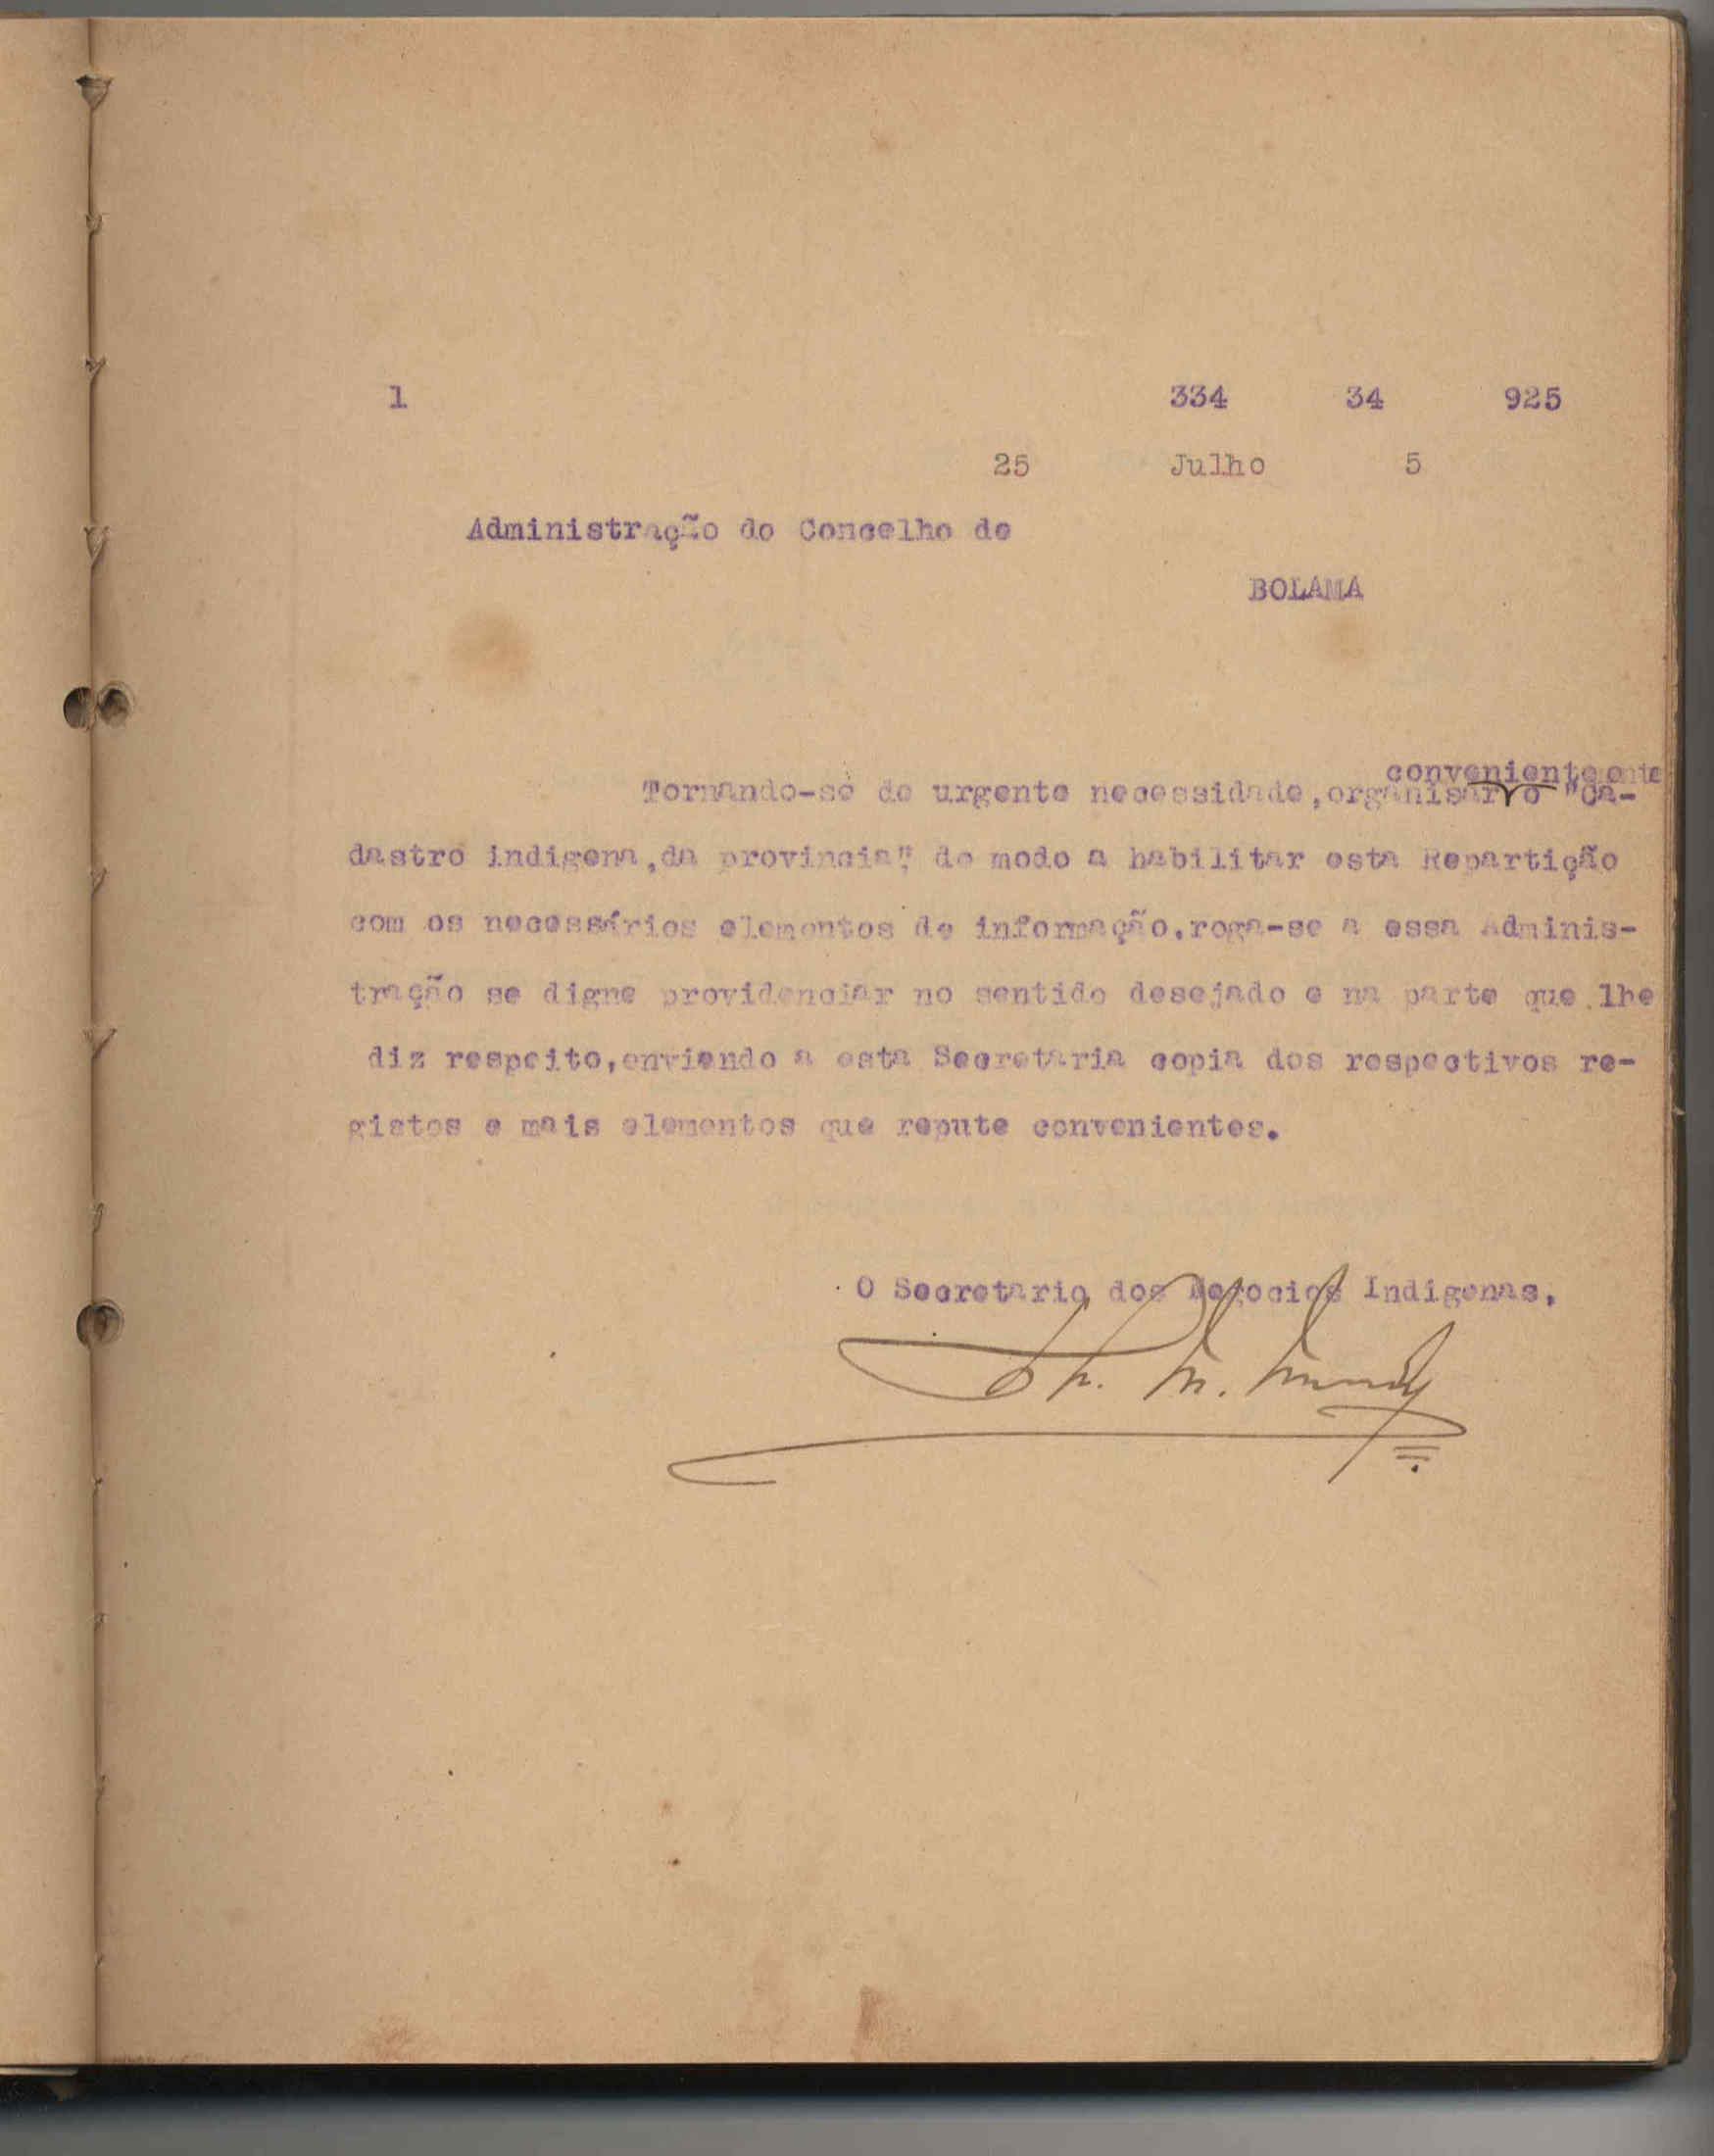 1 334 34 925
25 Julho 5
Administração do Concelho de
BOLAMA
convenientemente
Tornando-se de urgente necessidade,organisar o "Ca-
dastro indigena,da provincia", de modo a habilitar esta Repartição
com os necessários elementos de informação,roga-se a essa Adminis-
tração se digne providenciar no sentido desejado e na parte que lhe
diz respeito,enviando a esta Secretaria copia dos respectivos re-
gistos e mais elementos que repute convenientes.
O Secretario dos Negocios Indigenas,